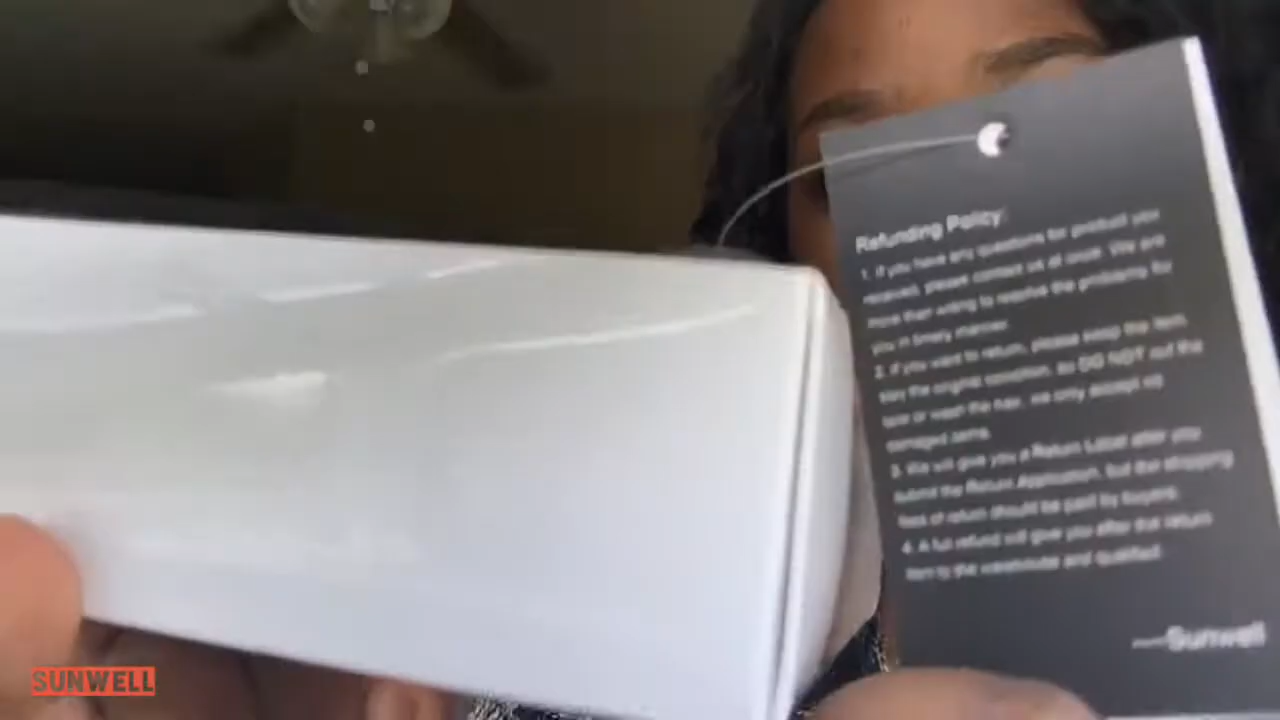 Refunding Policy:
1. If you have any questions for product you
received, please contact us at once. We are
more than willing to resolve the problems for
you in timely manner.
2. If you want to return, please keep the item
stay the original condition, so DO NOT cut the
lace or wash the hair, we only accept no
damaged items.
3. We will give you a Return Label after you
submit the Return Application, but the shipping
fees of return should be paid by buyers.
4. A full refund will give you after the return
item to the warehouse and qualified.
—Sunwell
SUNWELL